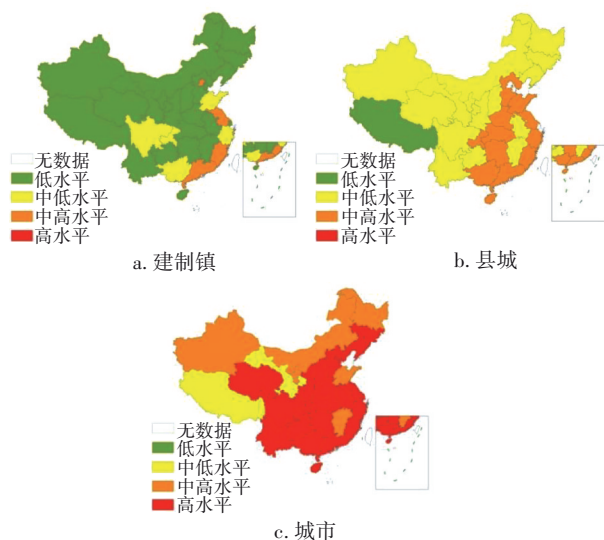 无数据
低水平
中低水平
中高水平
高水平
a. 建制镇
无数据
低水平
中低水平
中高水平
高水平
b. 县城
无数据
低水平
中低水平
中高水平
高水平
c. 城市